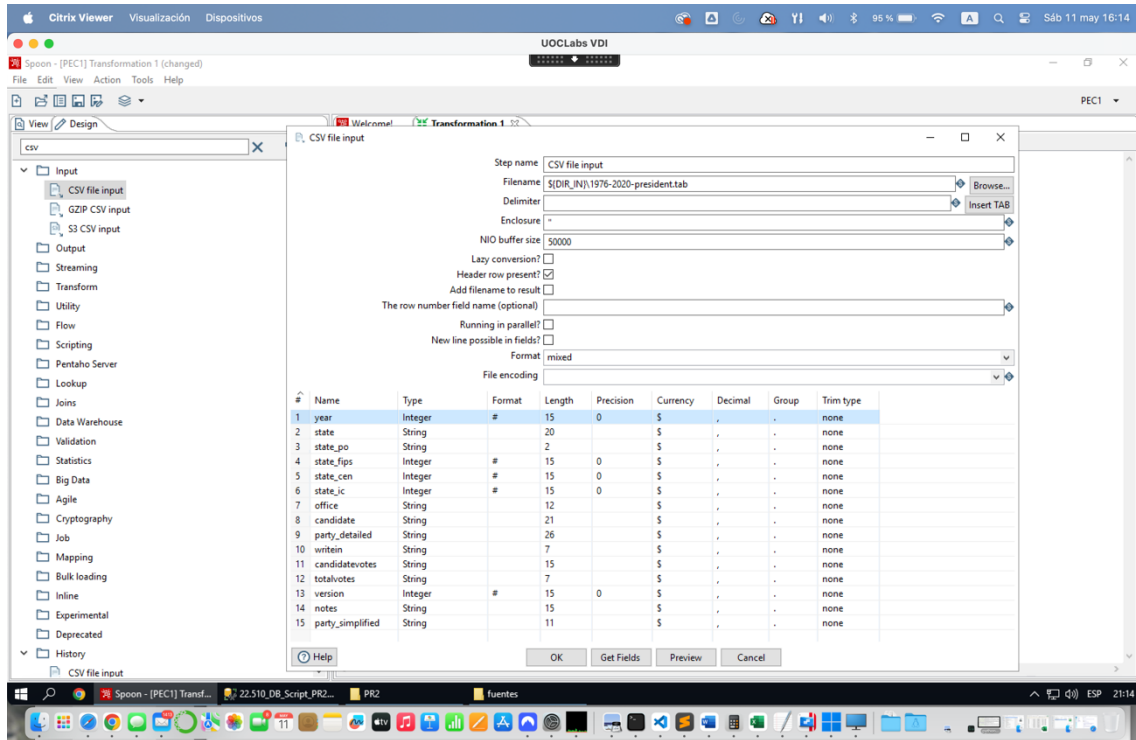 Citrix Viewer Visualización Dispositivos 95 % A Sáb 11 may 16:14
UOCLabs VDI
Spoon - [PEC1] Transformation 1 (changed)
File Edit View Action Tools Help
PEC1
View Design Welcome! Transformation 1
csv
Input
CSV file input
GZIP CSV input
S3 CSV input
Output
Streaming
Transform
Utility
Flow
Scripting
Pentaho Server
Lookup
Joins
Data Warehouse
Validation
Statistics
Big Data
Agile
Cryptography
Job
Mapping
Bulk loading
Inline
Experimental
Deprecated
History
CSV file input
CSV file input
Step name CSV file input
Filename ${DIR_IN}\1976-2020-president.tab Browse...
Delimiter Insert TAB
Enclosure "
NIO buffer size 50000
Lazy conversion?
Header row present?
Add filename to result
The row number field name (optional)
Running in parallel?
New line possible in fields?
Format mixed
File encoding
# Name Type Format Length Precision Currency Decimal Group Trim type
1 year Integer # 15 0 $ , . none
2 state String 20 $ , . none
3 state_po String 2 $ , . none
4 state_fips Integer # 15 0 $ , . none
5 state_cen Integer # 15 0 $ , . none
6 state_ic Integer # 15 0 $ , . none
7 office String 12 $ , . none
8 candidate String 21 $ , . none
9 party_detailed String 26 $ , . none
10 writein String 7 $ , . none
11 candidatevotes String 15 $ , . none
12 totalvotes String 7 $ , . none
13 version Integer # 15 0 $ , . none
14 notes String 15 $ , . none
15 party_simplified String 11 $ , . none
Help OK Get Fields Preview Cancel
Spoon - [PEC1] Transf... 22.510_DB_Script_PR2... PR2 fuentes ESP 21:14